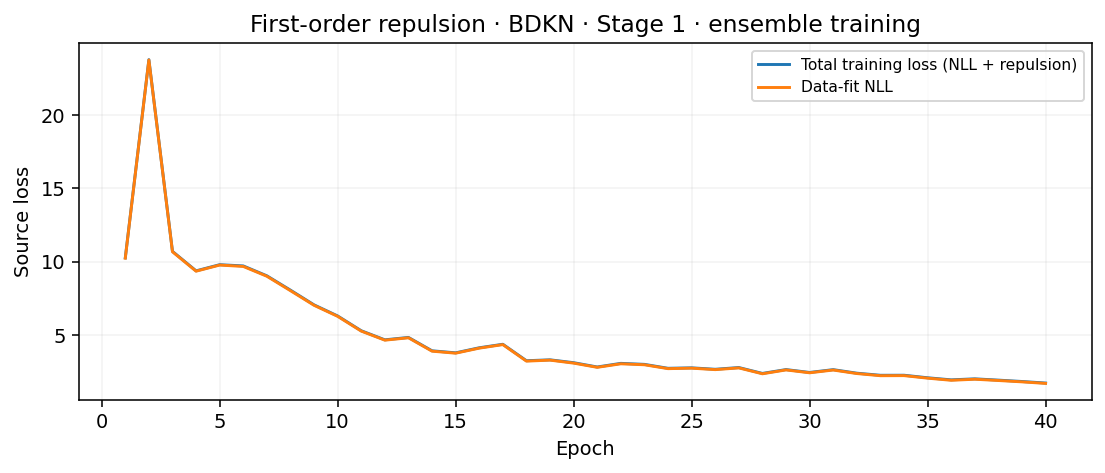 First-order repulsion · BDKN · Stage 1 · ensemble training
Total training loss (NLL + repulsion)
Data-fit NLL
Source loss
20
15
10
5
0 5 10 15 20 25 30 35 40
Epoch